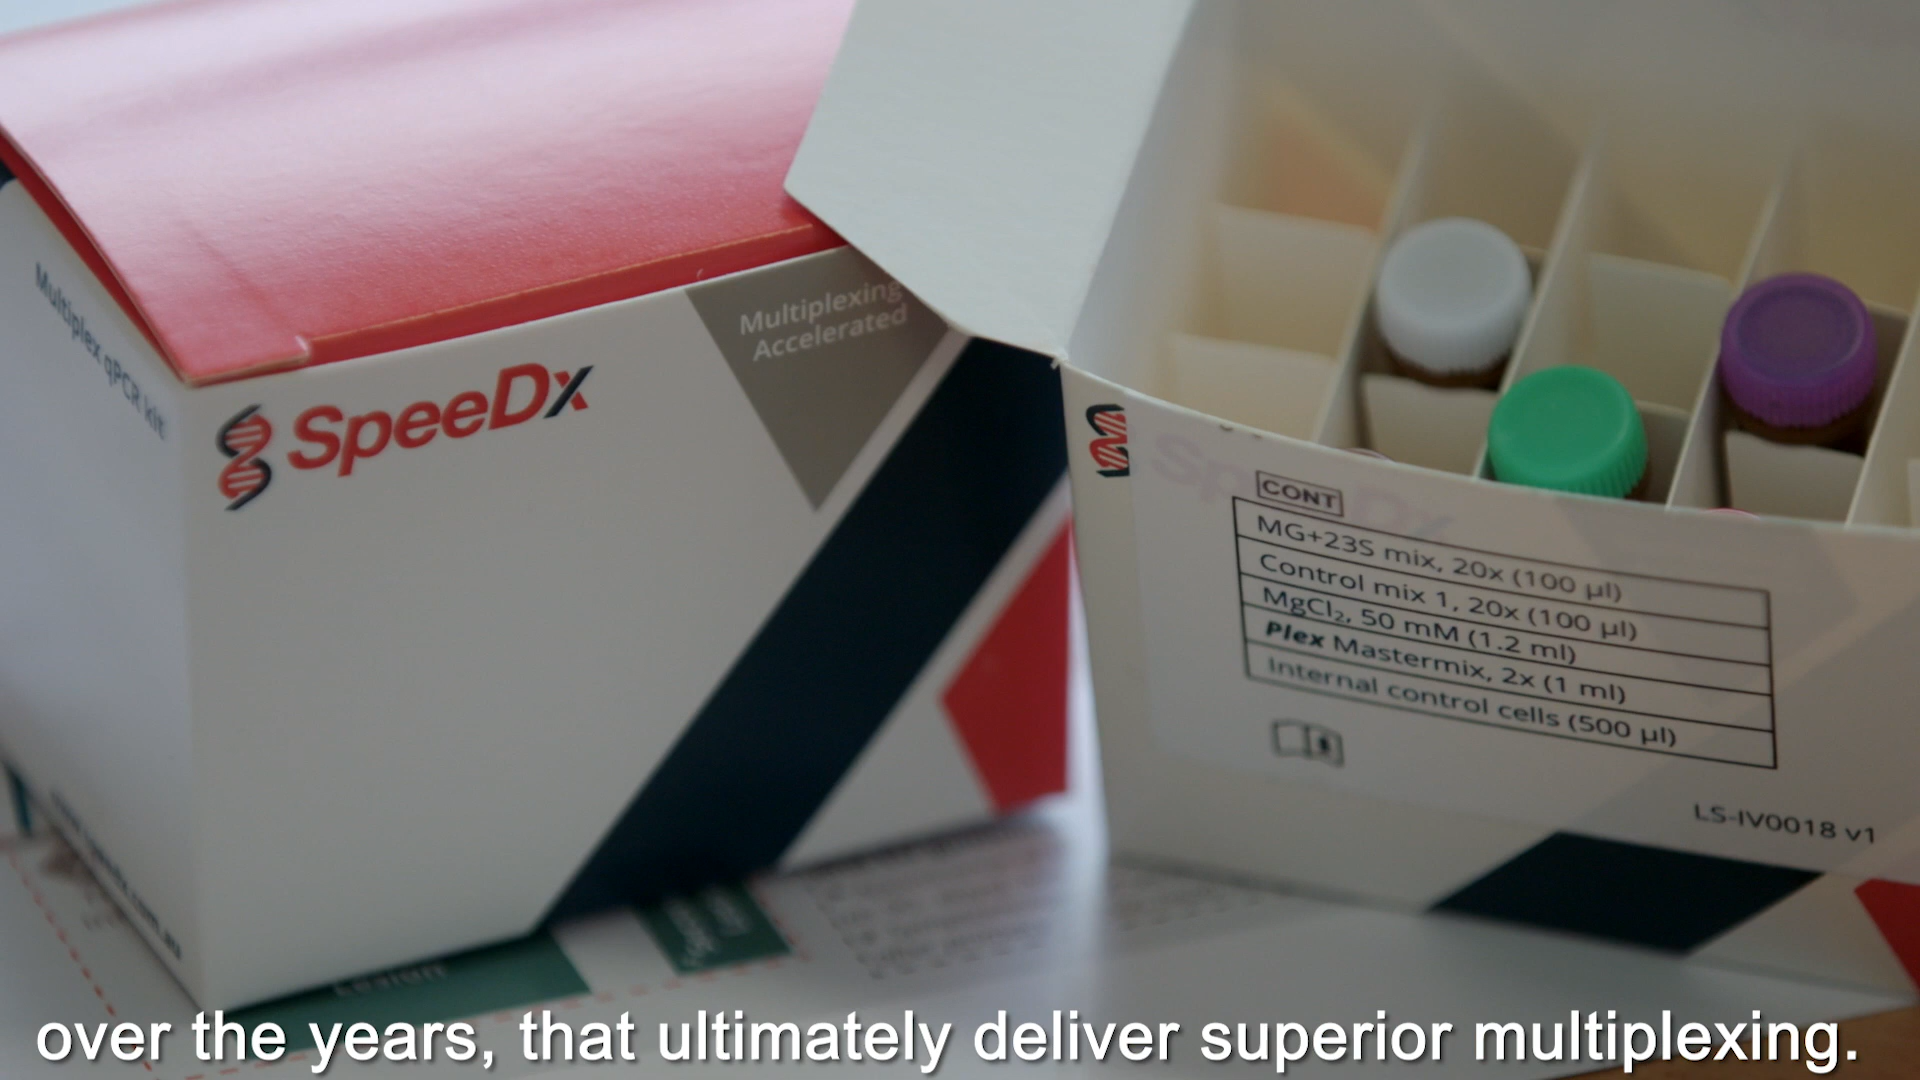 Multiplex qPCR kit
SpeeDx
Multiplexing
Accelerated
SpeeDx
CONT
MG+23S mix, 20x (100 µl)
Control mix 1, 20x (100 µl)
MgCl₂, 50 mM (1.2 ml)
Plex Mastermix, 2x (1 ml)
Internal control cells (500 µl)
LS-IV0018 v1
Lesion
over the years, that ultimately deliver superior multiplexing.